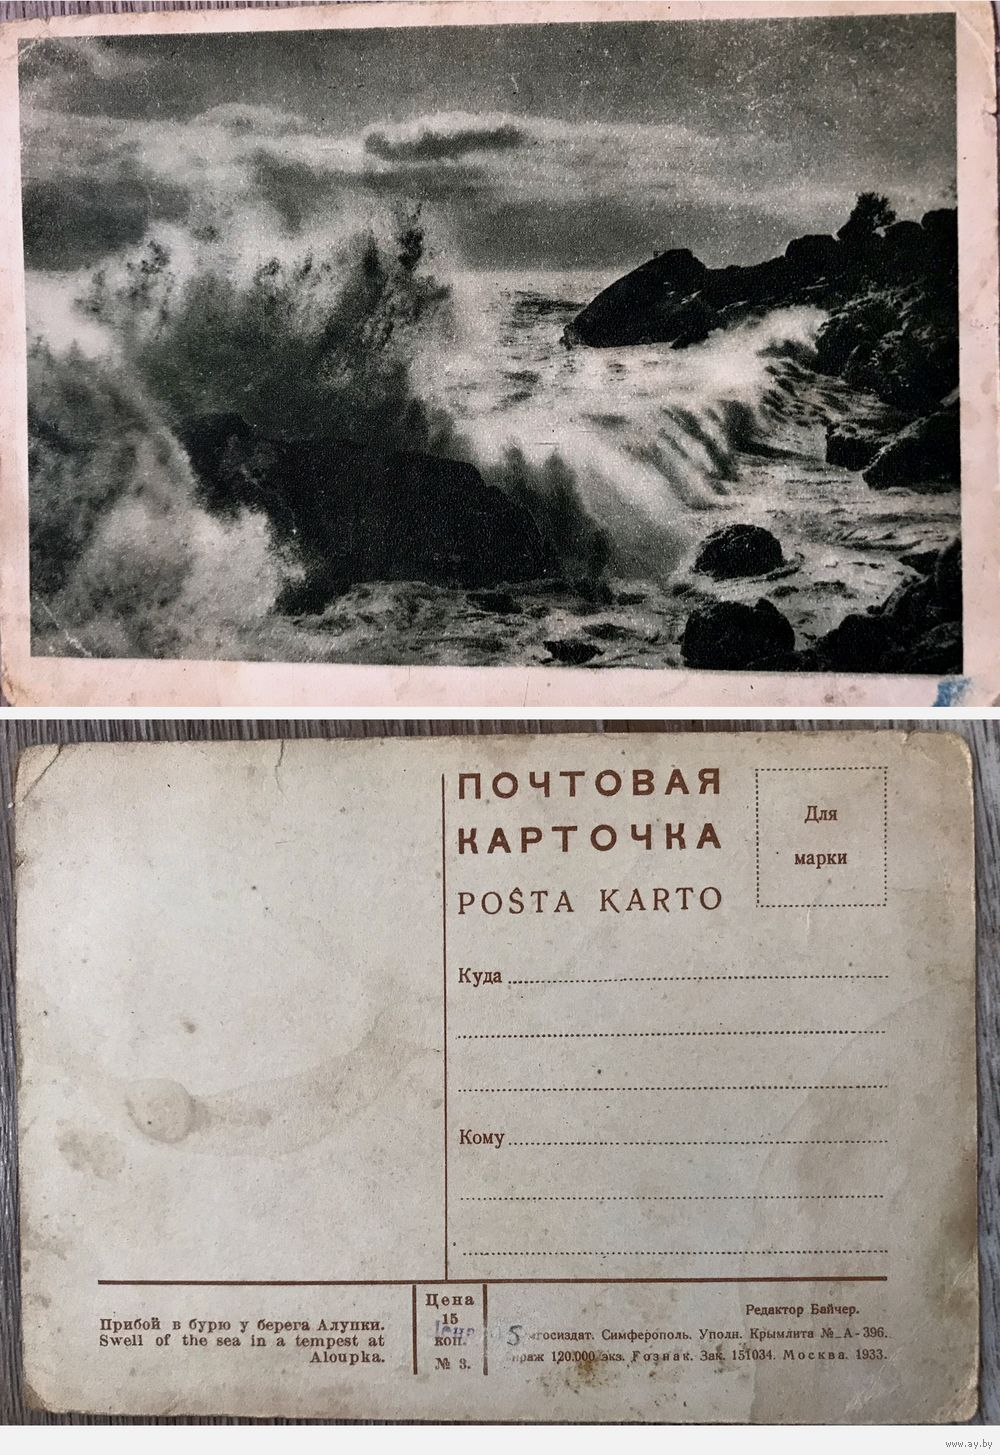 ПОЧТОВАЯ
КАРТОЧКА
POŜTA KARTO
Для
марки
Куда
Кому
Прибой в бурю у берега Алупки.
Swell of the sea in a tempest at
Aloupka.
Цена
15
коп.
№ 3.
5
Редактор Байчер.
Симферополь. Уполн. Крымлита № А-396.
120.000 экз. Гознак. Зак. 151034. Москва. 1933.
www.ay.by